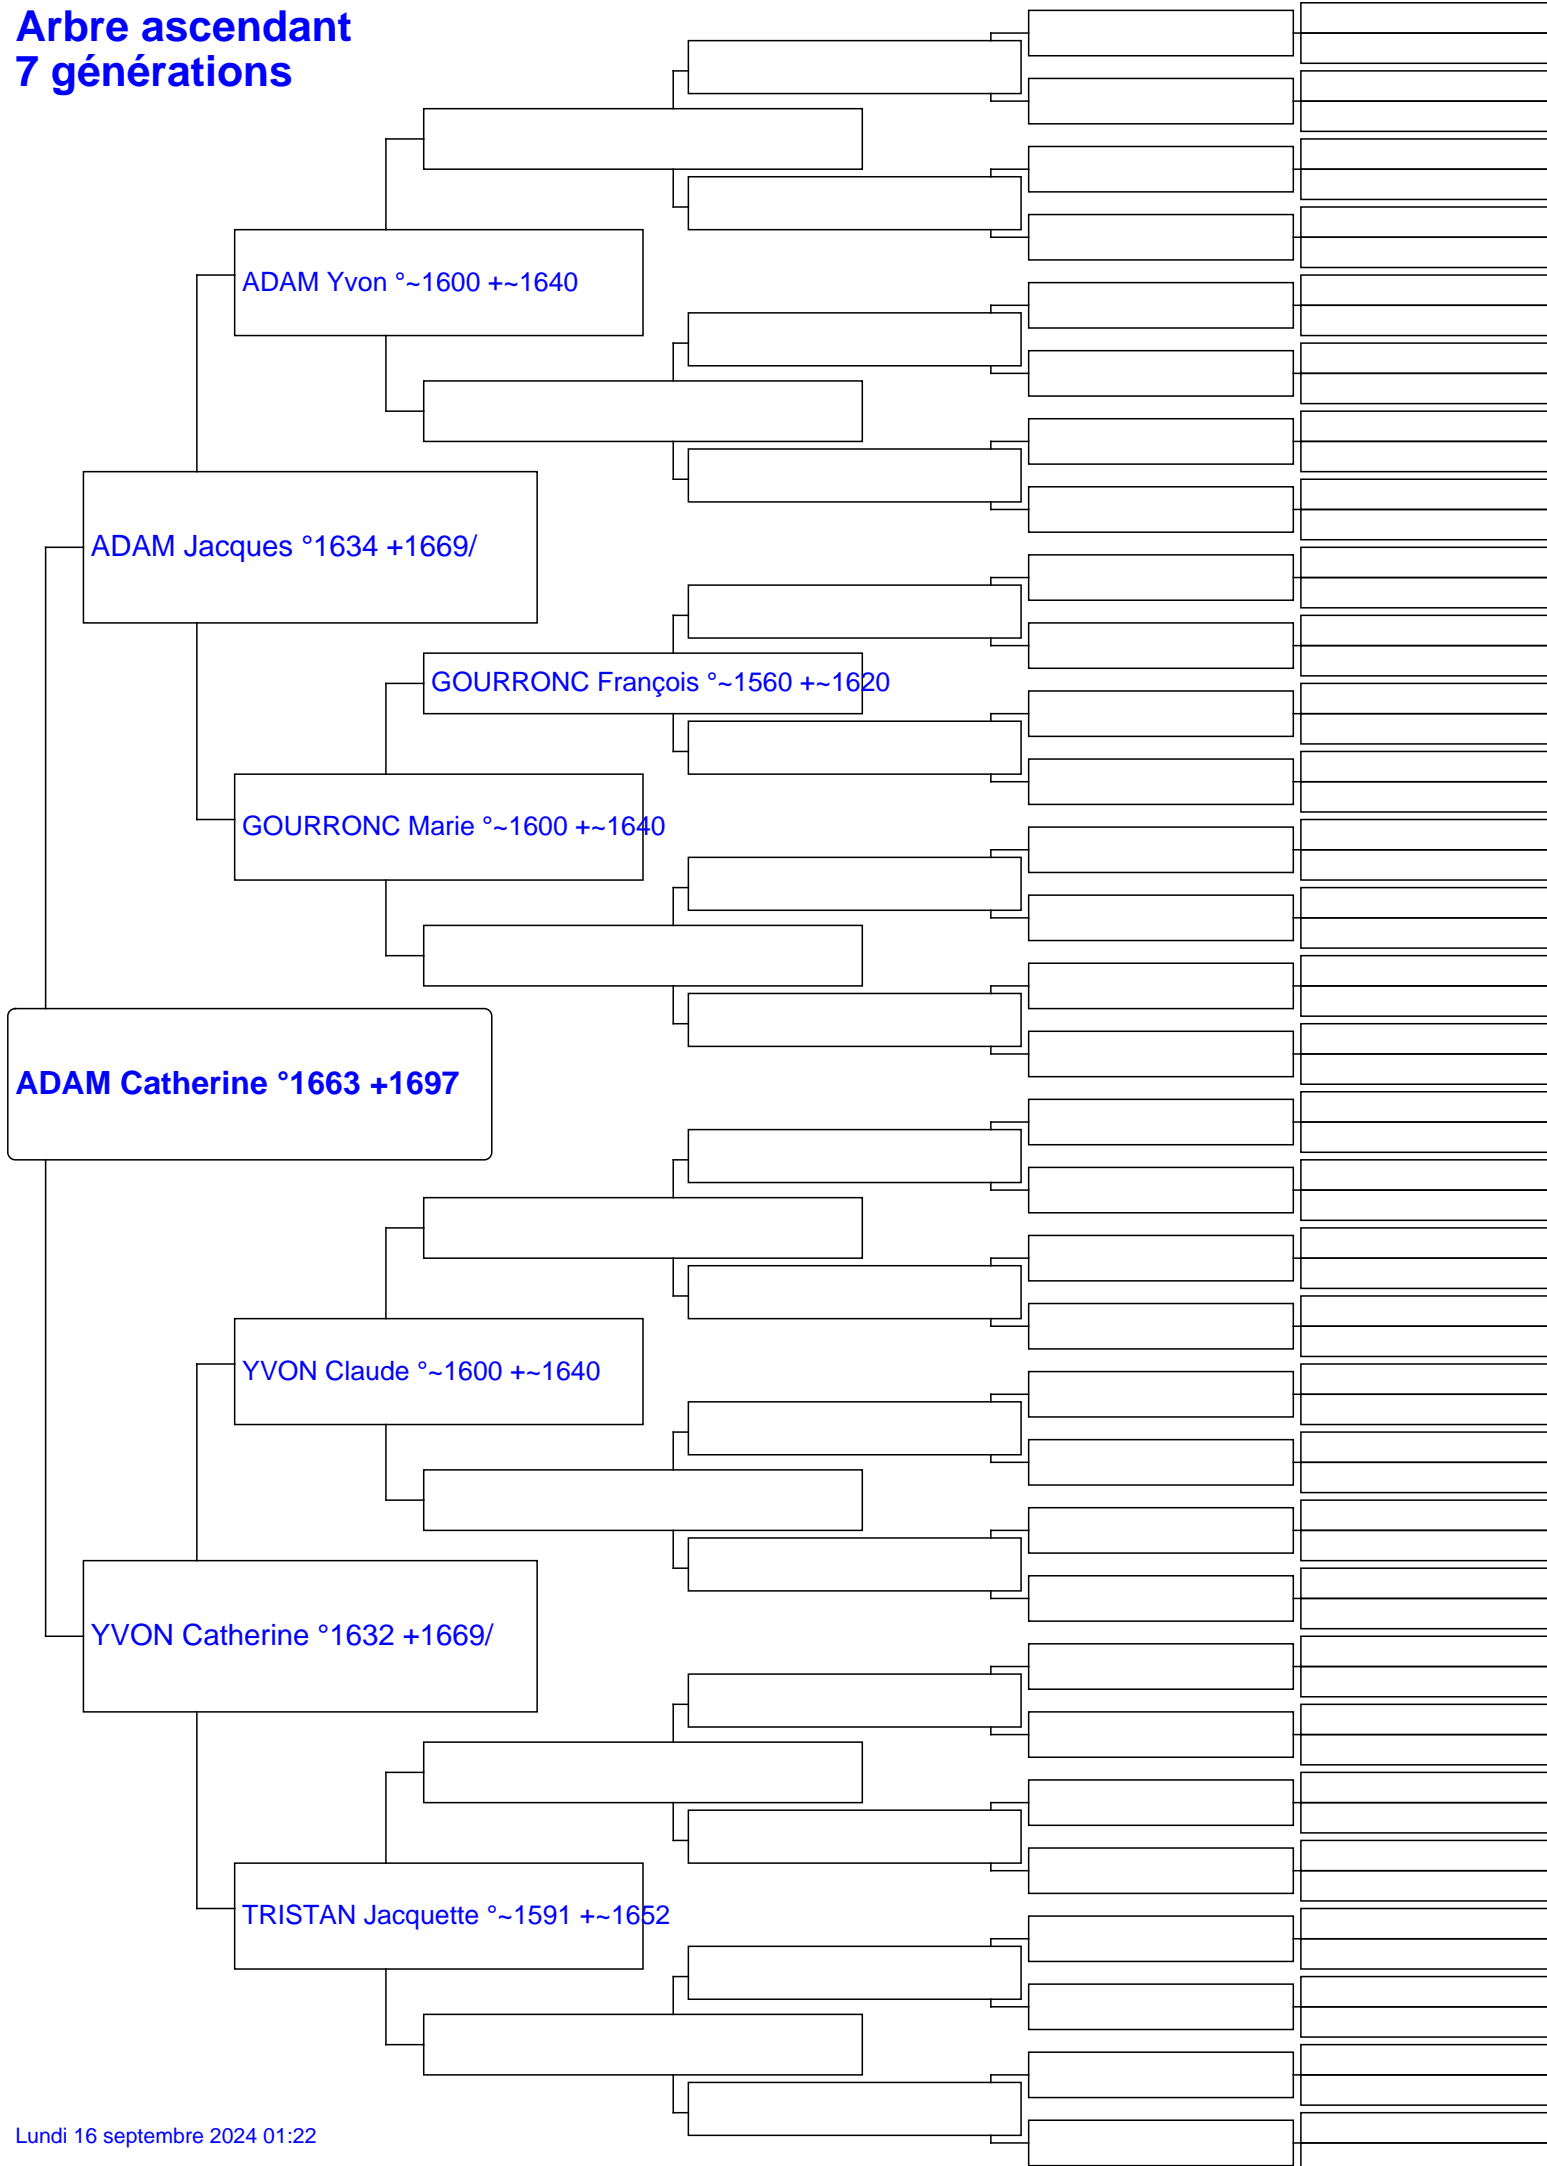 Arbre ascendant
7 générations
ADAM Yvon °~1600 +~1640
ADAM Jacques °1634 +1669/
GOURRONC François °~1560 +~1620
GOURRONC Marie °~1600 +~1640
ADAM Catherine °1663 +1697
YVON Claude °~1600 +~1640
YVON Catherine °1632 +1669/
TRISTAN Jacquette °~1591 +~1652
Lundi 16 septembre 2024 01:22